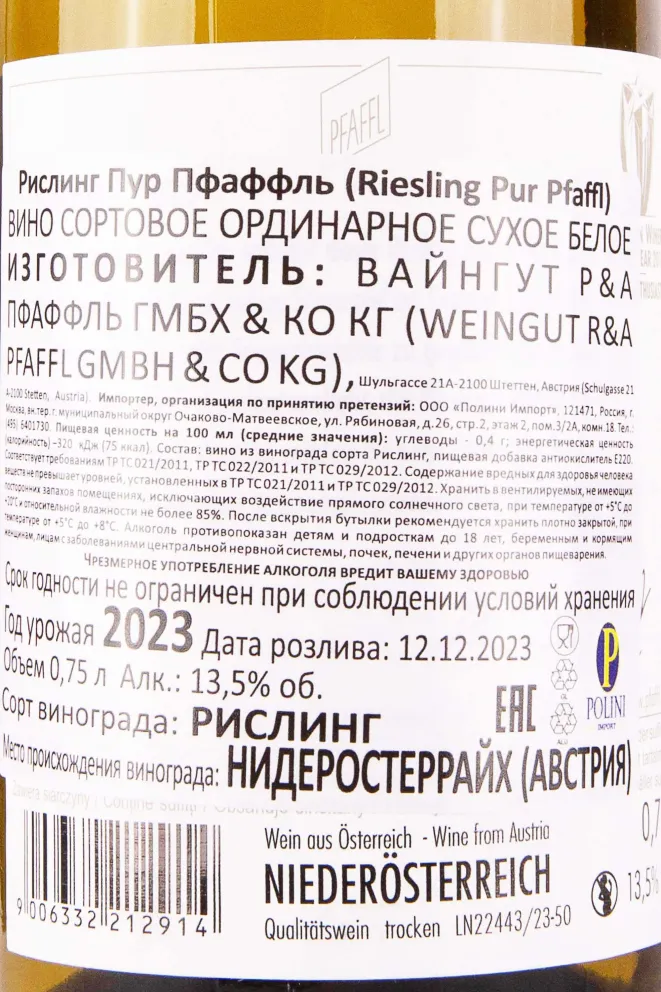 PFAFFL
Рислинг Пур Пфаффль (Riesling Pur Pfaffl)
ВИНО СОРТОВОЕ ОРДИНАРНОЕ СУХОЕ БЕЛОЕ
ИЗГОТОВИТЕЛЬ: ВАЙНГУТ Р&А
ПФАФФЛЬ ГМБХ & КО КГ (WEINGUT R&A
PFAFFL GMBH & CO KG), Шульгассе 21А-2100 Штеттен, Австрия (Schulgasse 21
A-2100 Stetten, Austria). Импортер, организация по принятию претензий: ООО «Полини Импорт», 121471, Россия, г.
Москва, вн.тер. г. муниципальный округ Очаково-Матвеевское, ул. Рябиновая, д.26, стр.2, этаж 2, пом.3/2А, комн.18 Тел.:
(495) 6401730. Пищевая ценность на 100 мл (средние значения): углеводы - 0,4 г; энергетическая ценность
(калорийность) –320 кДж (75 ккал). Состав: вино из винограда сорта Рислинг, пищевая добавка антиокислитель Е220.
Соответствует требованиям ТР ТС 021/2011, ТР ТС 022/2011 и ТР ТС 029/2012. Содержание вредных для здоровья человека
веществ не превышает уровней, установленных в ТР ТС 021/2011 и ТР ТС 029/2012. Хранить в вентилируемых, не имеющих
посторонних запахов помещениях, исключающих воздействие прямого солнечного света, при температуре от +5°С до
+20°С и относительной влажности не более 85%. После вскрытия бутылки рекомендуется хранить плотно закрытой, при
температуре от +5°С до +8°С. Алкоголь противопоказан детям и подросткам до 18 лет, беременным и кормящим
женщинам, лицам с заболеваниями центральной нервной системы, почек, печени и других органов пищеварения.
ЧРЕЗМЕРНОЕ УПОТРЕБЛЕНИЕ АЛКОГОЛЯ ВРЕДИТ ВАШЕМУ ЗДОРОВЬЮ
Срок годности не ограничен при соблюдении условий хранения
Год урожая 2023 Дата розлива: 12.12.2023
Объем 0,75 л Алк.: 13,5% об.
EAC
P
POLINI
IMPORT
Сорт винограда: РИСЛИНГ
Место происхождения винограда: НИДЕРОСТЕРРАЙХ (АВСТРИЯ)
Wein aus Österreich - Wine from Austria
NIEDERÖSTERREICH
13,5%
Qualitätswein trocken LN22443/23-50
9 006332 212914